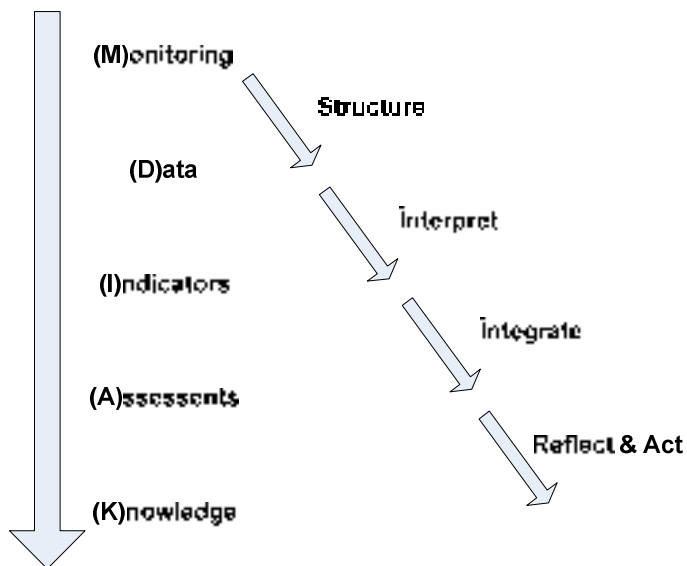 (M)onitoring
Structure
(D)ata
Interpret
(I)ndicators
Integrate
(A)ssessents
Reflect & Act
(K)nowledge